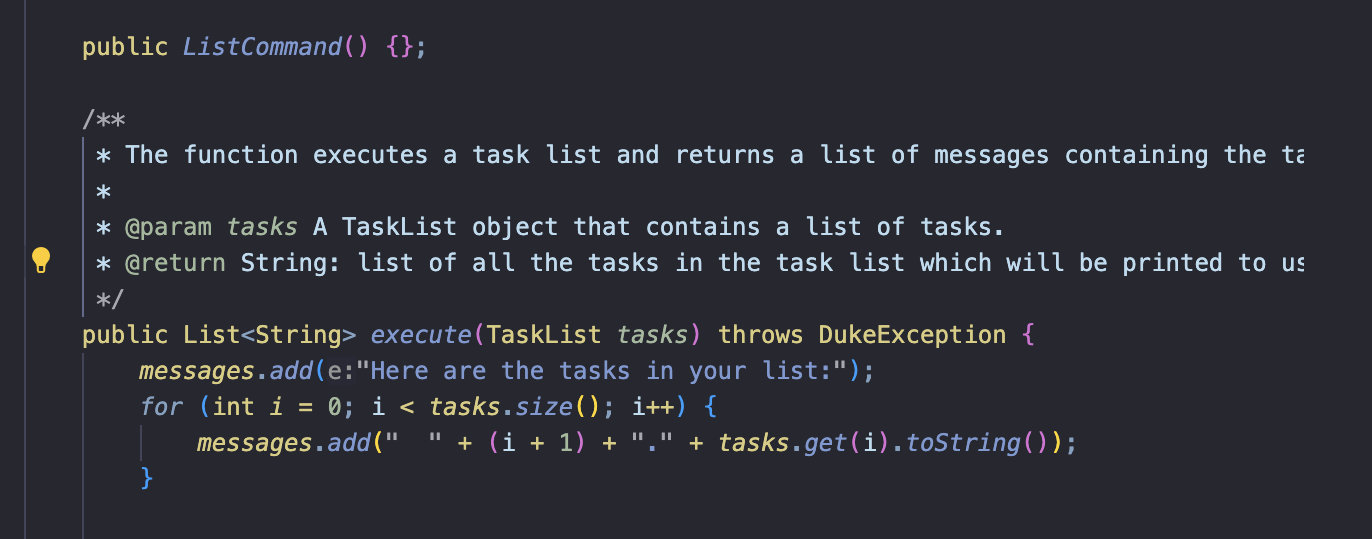 public ListCommand() {};
/**
* The function executes a task list and returns a list of messages containing the
*
* @param tasks A TaskList object that contains a list of tasks.
* @return String: list of all the tasks in the task list which will be printed to
*/
public List<String> execute(TaskList tasks) throws DukeException {
messages.add(e:"Here are the tasks in your list:");
for (int i = 0; i < tasks.size(); i++) {
messages.add("  " + (i + 1) + "." + tasks.get(i).toString());
}